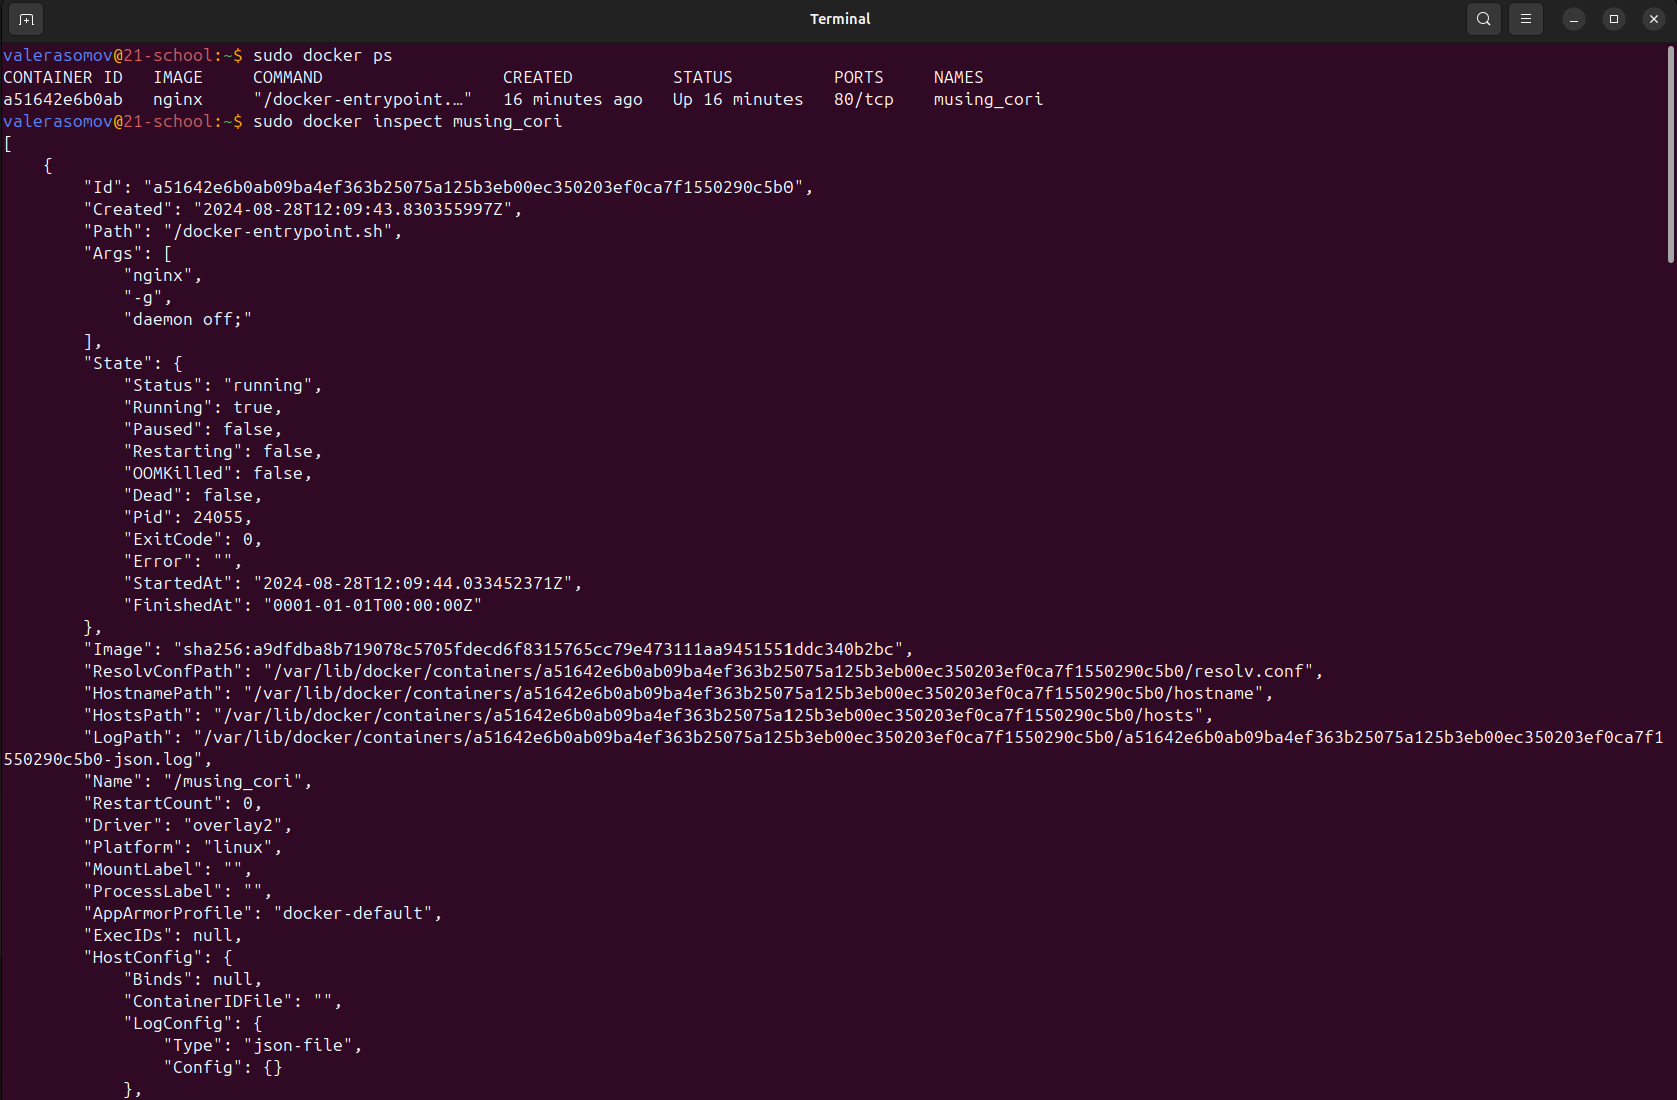 Terminal
valerasomov@21-school:~$ sudo docker ps
CONTAINER ID   IMAGE     COMMAND                  CREATED          STATUS          PORTS     NAMES
a51642e6b0ab   nginx     "/docker-entrypoint.…"   16 minutes ago   Up 16 minutes   80/tcp    musing_cori
valerasomov@21-school:~$ sudo docker inspect musing_cori
[
    {
        "Id": "a51642e6b0ab09ba4ef363b25075a125b3eb00ec350203ef0ca7f1550290c5b0",
        "Created": "2024-08-28T12:09:43.830355997Z",
        "Path": "/docker-entrypoint.sh",
        "Args": [
            "nginx",
            "-g",
            "daemon off;"
        ],
        "State": {
            "Status": "running",
            "Running": true,
            "Paused": false,
            "Restarting": false,
            "OOMKilled": false,
            "Dead": false,
            "Pid": 24055,
            "ExitCode": 0,
            "Error": "",
            "StartedAt": "2024-08-28T12:09:44.033452371Z",
            "FinishedAt": "0001-01-01T00:00:00Z"
        },
        "Image": "sha256:a9dfdba8b719078c5705fdecd6f8315765cc79e473111aa9451551ddc340b2bc",
        "ResolvConfPath": "/var/lib/docker/containers/a51642e6b0ab09ba4ef363b25075a125b3eb00ec350203ef0ca7f1550290c5b0/resolv.conf",
        "HostnamePath": "/var/lib/docker/containers/a51642e6b0ab09ba4ef363b25075a125b3eb00ec350203ef0ca7f1550290c5b0/hostname",
        "HostsPath": "/var/lib/docker/containers/a51642e6b0ab09ba4ef363b25075a125b3eb00ec350203ef0ca7f1550290c5b0/hosts",
        "LogPath": "/var/lib/docker/containers/a51642e6b0ab09ba4ef363b25075a125b3eb00ec350203ef0ca7f1550290c5b0/a51642e6b0ab09ba4ef363b25075a125b3eb00ec350203ef0ca7f1
550290c5b0-json.log",
        "Name": "/musing_cori",
        "RestartCount": 0,
        "Driver": "overlay2",
        "Platform": "linux",
        "MountLabel": "",
        "ProcessLabel": "",
        "AppArmorProfile": "docker-default",
        "ExecIDs": null,
        "HostConfig": {
            "Binds": null,
            "ContainerIDFile": "",
            "LogConfig": {
                "Type": "json-file",
                "Config": {}
            },